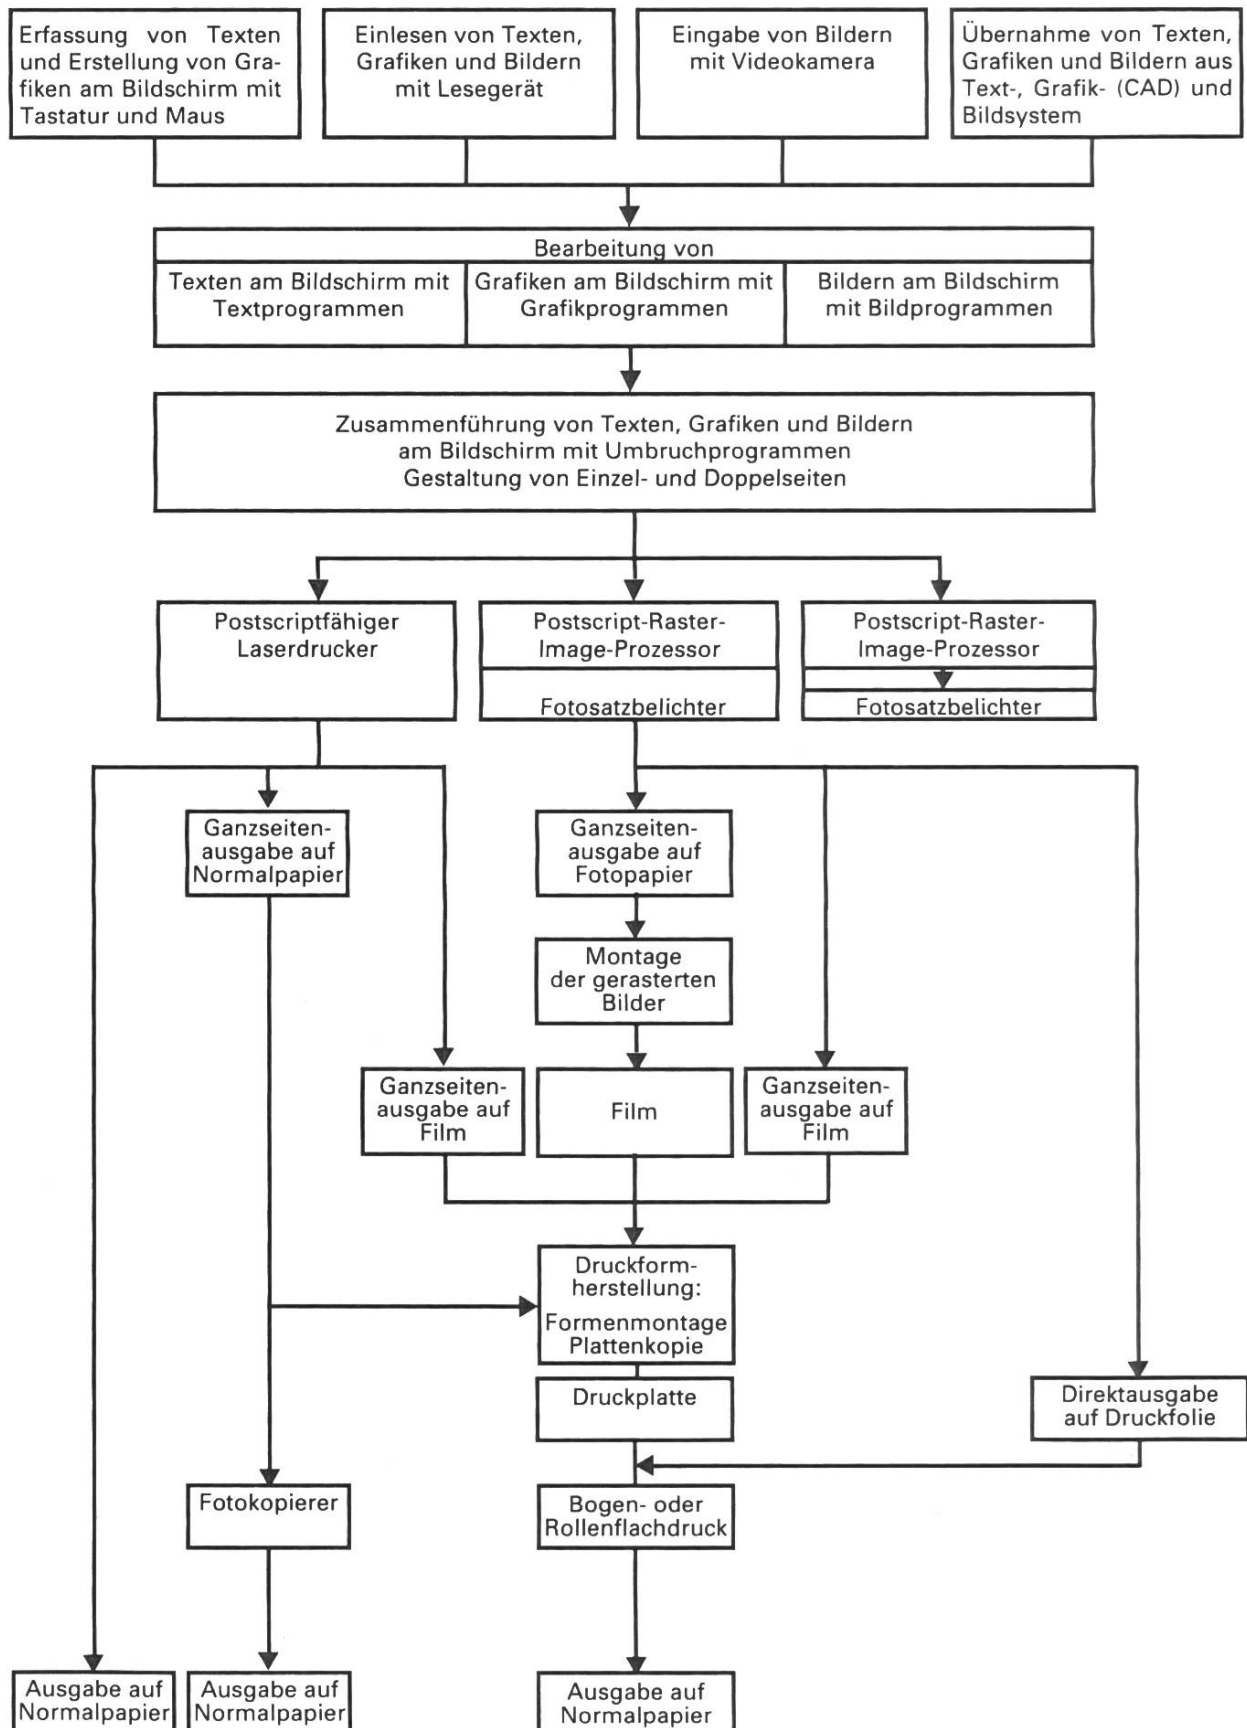 Erfassung von Texten
und Erstellung von Gra-
fiken am Bildschirm mit
Tastatur und Maus
Einlesen von Texten,
Grafiken und Bildern
mit Lesegerät
Eingabe von Bildern
mit Videokamera
Übernahme von Texten,
Grafiken und Bildern aus
Text-, Grafik- (CAD) und
Bildsystem
Bearbeitung von
Texten am Bildschirm mit
Textprogrammen
Grafiken am Bildschirm mit
Grafikprogrammen
Bildern am Bildschirm
mit Bildprogrammen
Zusammenführung von Texten, Grafiken und Bildern
am Bildschirm mit Umbruchprogrammen
Gestaltung von Einzel- und Doppelseiten
Postscriptfähiger
Laserdrucker
Postscript-Raster-
Image-Prozessor
Fotosatzbelichter
Postscript-Raster-
Image-Prozessor
Fotosatzbelichter
Ganzseiten-
ausgabe auf
Normalpapier
Ganzseiten-
ausgabe auf
Fotopapier
Montage
der gerasterten
Bilder
Ganzseiten-
ausgabe auf
Film
Film
Ganzseiten-
ausgabe auf
Film
Druckform-
herstellung:
Formenmontage
Plattenkopie
Druckplatte
Direktausgabe
auf Druckfolie
Fotokopierer
Bogen- oder
Rollenflachdruck
Ausgabe auf
Normalpapier
Ausgabe auf
Normalpapier
Ausgabe auf
Normalpapier